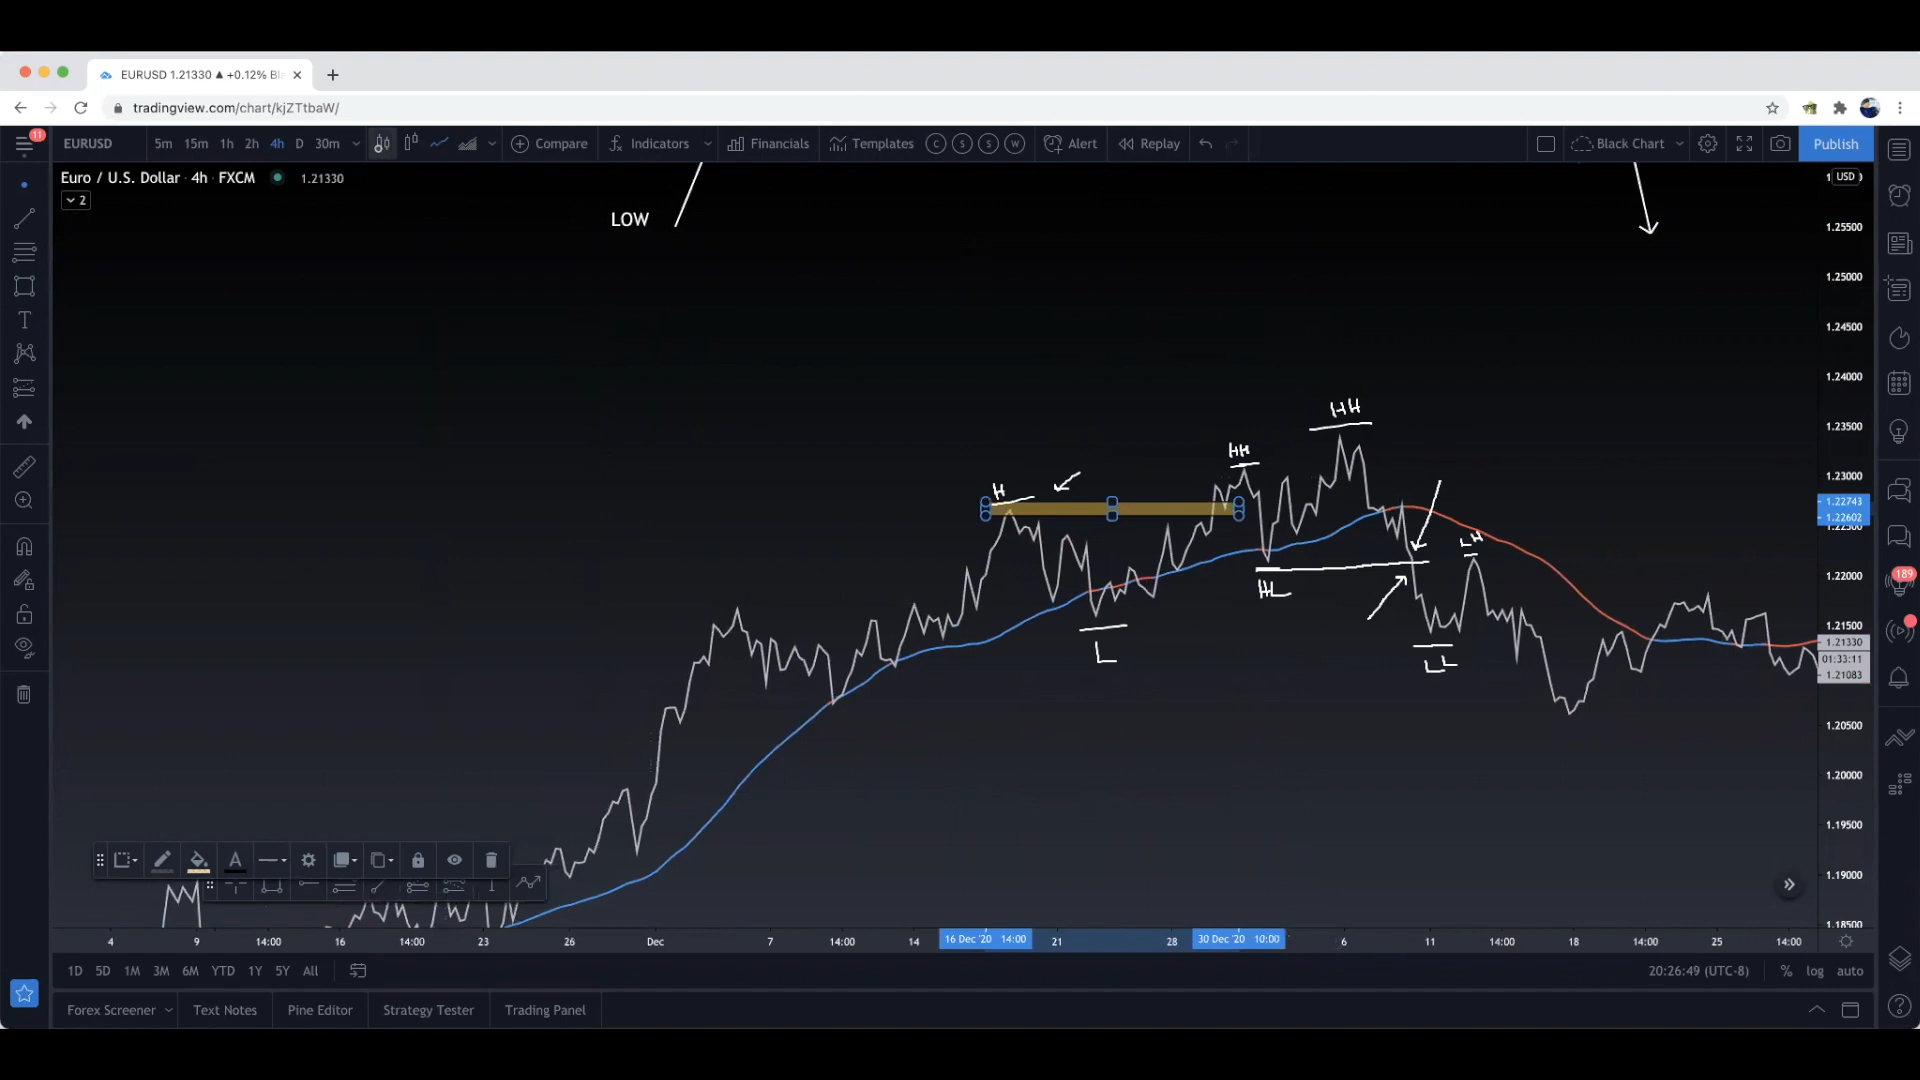 EURUSD 1.21330 ▲ +0.12% Bla
tradingview.com/chart/kjZTtbaW/
11
EURUSD 5m 15m 1h 2h 4h D 30m Compare Indicators Financials Templates C S S W Alert Replay Black Chart Publish
Euro / U.S. Dollar · 4h · FXCM 1.21330
2
LOW
USD
1.25500
1.25000
1.24500
1.24000
1.23500
1.23000
1.22743
1.22602
1.22500
1.22000
1.21500
1.21330
01:33:11
1.21083
1.20500
1.20000
1.19500
1.19000
1.18500
189
HH
HH
H
LH
HL
L
LL
4 9 14:00 16 14:00 23 26 Dec 7 14:00 14 16 Dec '20 14:00 21 28 30 Dec '20 10:00 6 11 14:00 18 14:00 25 14:00
1D 5D 1M 3M 6M YTD 1Y 5Y All 20:26:49 (UTC-8) % log auto
Forex Screener Text Notes Pine Editor Strategy Tester Trading Panel